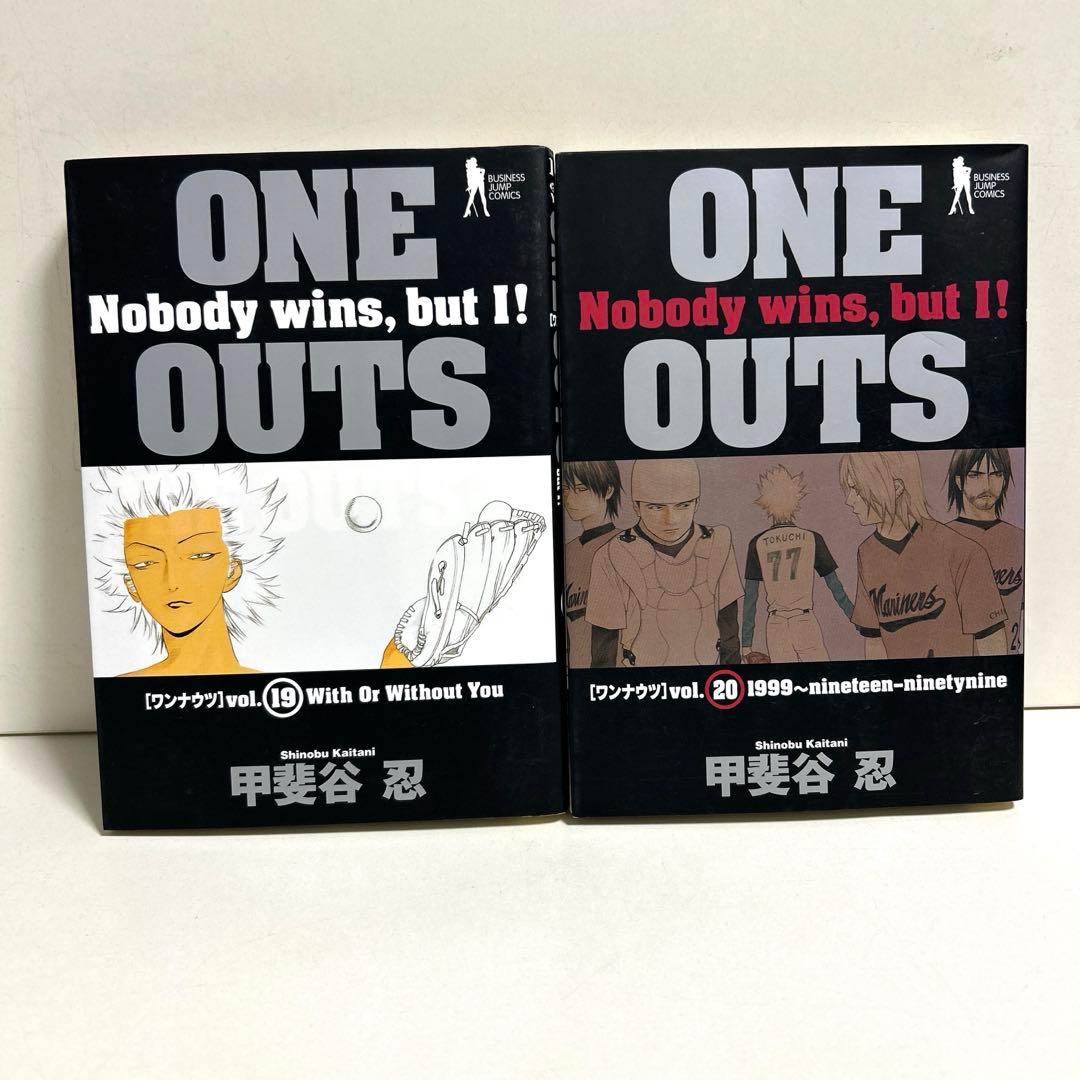 ONE
BUSINESS
JUMP
COMICS
Nobody wins, but I!
OUTS
[ワンナウツ] vol. 19 With Or Without You
Shinobu Kaitani
甲斐谷 忍
ONE
BUSINESS
JUMP
COMICS
Nobody wins, but I!
OUTS
TOKUCHI
77
Mariners
CHI
[ワンナウツ] vol. 20 1999〜nineteen–ninetynine
Shinobu Kaitani
甲斐谷 忍